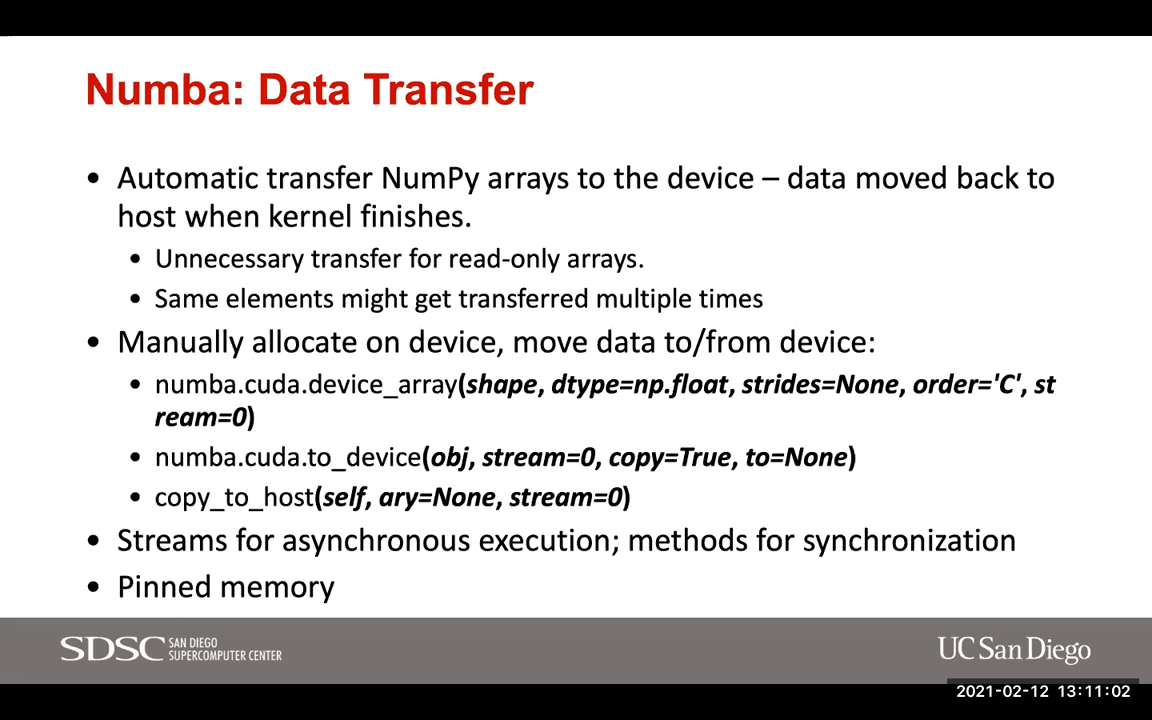 Numba: Data Transfer
• Automatic transfer NumPy arrays to the device – data moved back to
host when kernel finishes.
• Unnecessary transfer for read-only arrays.
• Same elements might get transferred multiple times
• Manually allocate on device, move data to/from device:
• numba.cuda.device_array(shape, dtype=np.float, strides=None, order='C', st
ream=0)
• numba.cuda.to_device(obj, stream=0, copy=True, to=None)
• copy_to_host(self, ary=None, stream=0)
• Streams for asynchronous execution; methods for synchronization
• Pinned memory
SDSC SAN DIEGO
SUPERCOMPUTER CENTER
UC San Diego
2021-02-12 13:11:02